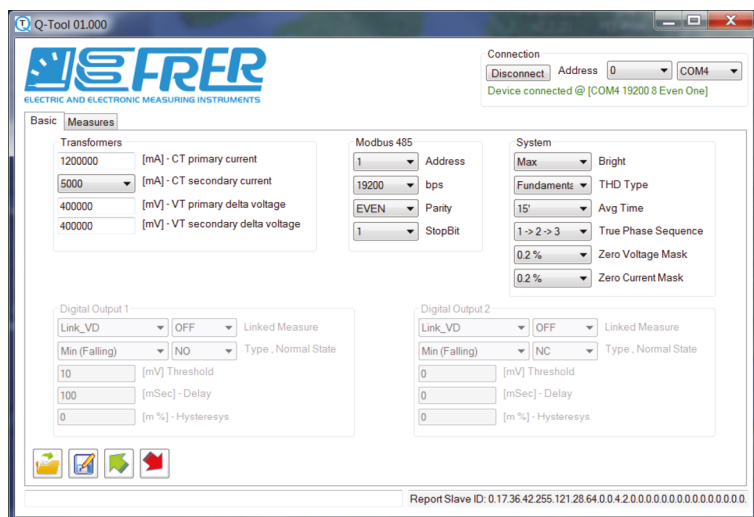 Q-Tool 01.000
FRER
ELECTRIC AND ELECTRONIC MEASURING INSTRUMENTS
Connection
Disconnect Address 0 COM4
Device connected @ [COM4 19200 8 Even One]
Basic Measures
Transformers
1200000 [mA] - CT primary current
5000 [mA] - CT secondary current
400000 [mV] - VT primary delta voltage
400000 [mV] - VT secondary delta voltage
Modbus 485
1 Address
19200 bps
EVEN Parity
1 StopBit
System
Max Bright
Fundamenta THD Type
15' Avg Time
1 -> 2 -> 3 True Phase Sequence
0.2 % Zero Voltage Mask
0.2 % Zero Current Mask
Digital Output 1
Link_VD OFF Linked Measure
Min (Falling) NO Type , Normal State
10 [mV] Threshold
100 [mSec] - Delay
0 [m %] - Hysteresys
Digital Output 2
Link_VD OFF Linked Measure
Min (Falling) NC Type , Normal State
0 [mV] Threshold
0 [mSec] - Delay
0 [m %] - Hysteresys
Report Slave ID: 0.17.36.42.255.121.28.64.0.0.4.2.0.0.0.0.0.0.0.0.0.0.0.0.0.0.